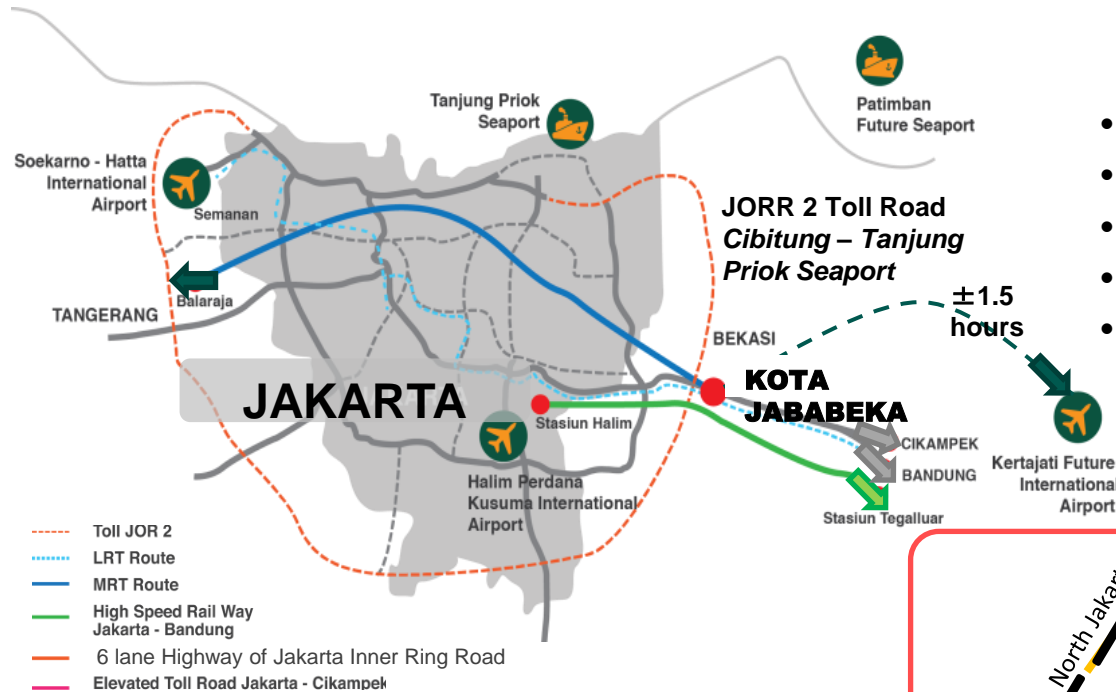 Tanjung Priok
Seaport
Patimban
Future Seaport
Soekarno - Hatta
International
Airport
Semanan
JORR 2 Toll Road
Cibitung – Tanjung
Priok Seaport
±1.5
hours
Balaraja
TANGERANG
BEKASI
KOTA
JABABEKA
JAKARTA
Stasiun Halim
CIKAMPEK
BANDUNG
Kertajati Future
International
Airport
Halim Perdana
Kusuma International
Airport
Stasiun Tegalluar
Toll JOR 2
LRT Route
MRT Route
High Speed Rail Way
Jakarta - Bandung
6 lane Highway of Jakarta Inner Ring Road
Elevated Toll Road Jakarta - Cikampek
North Jakart
•
•
•
•
•